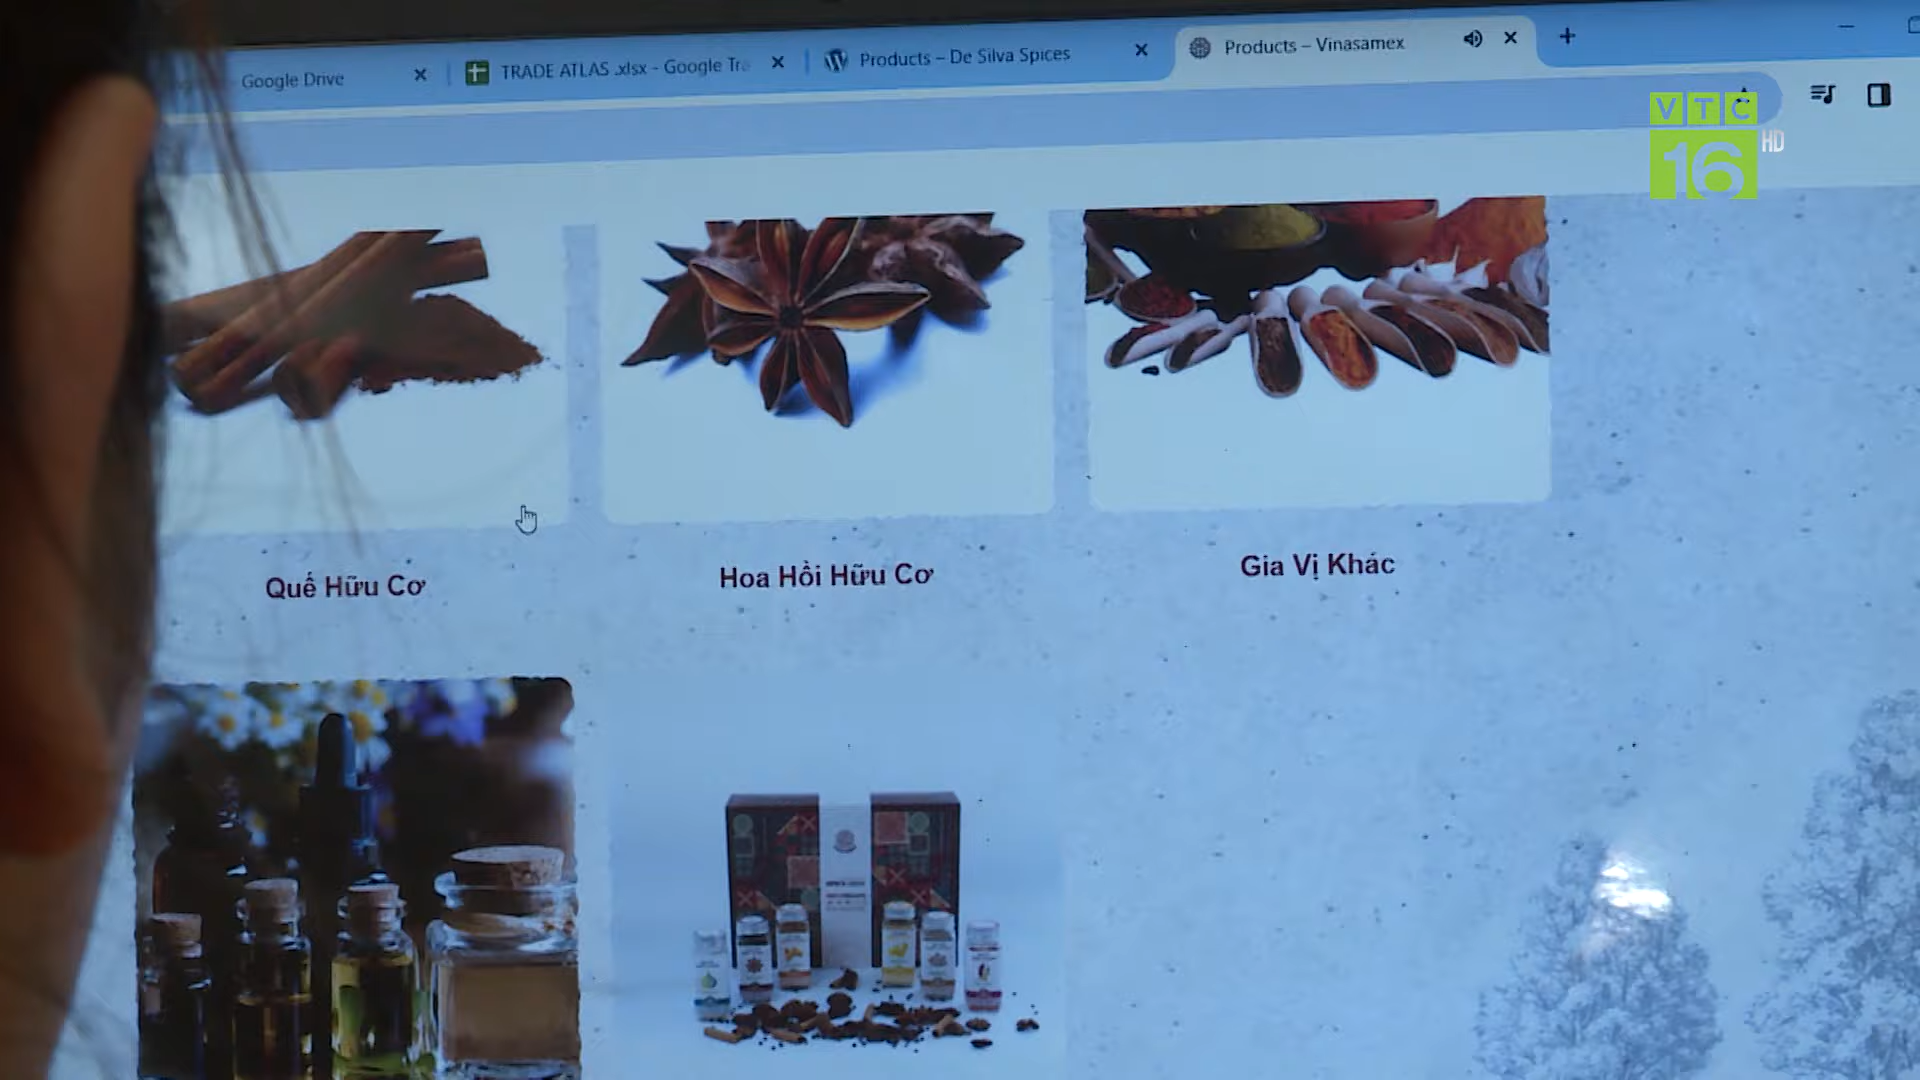 Google Drive
TRADE ATLAS .xlsx - Google Tra
Products – De Silva Spices
Products – Vinasamex
VTC
16 HD
Quế Hữu Cơ
Hoa Hồi Hữu Cơ
Gia Vị Khác